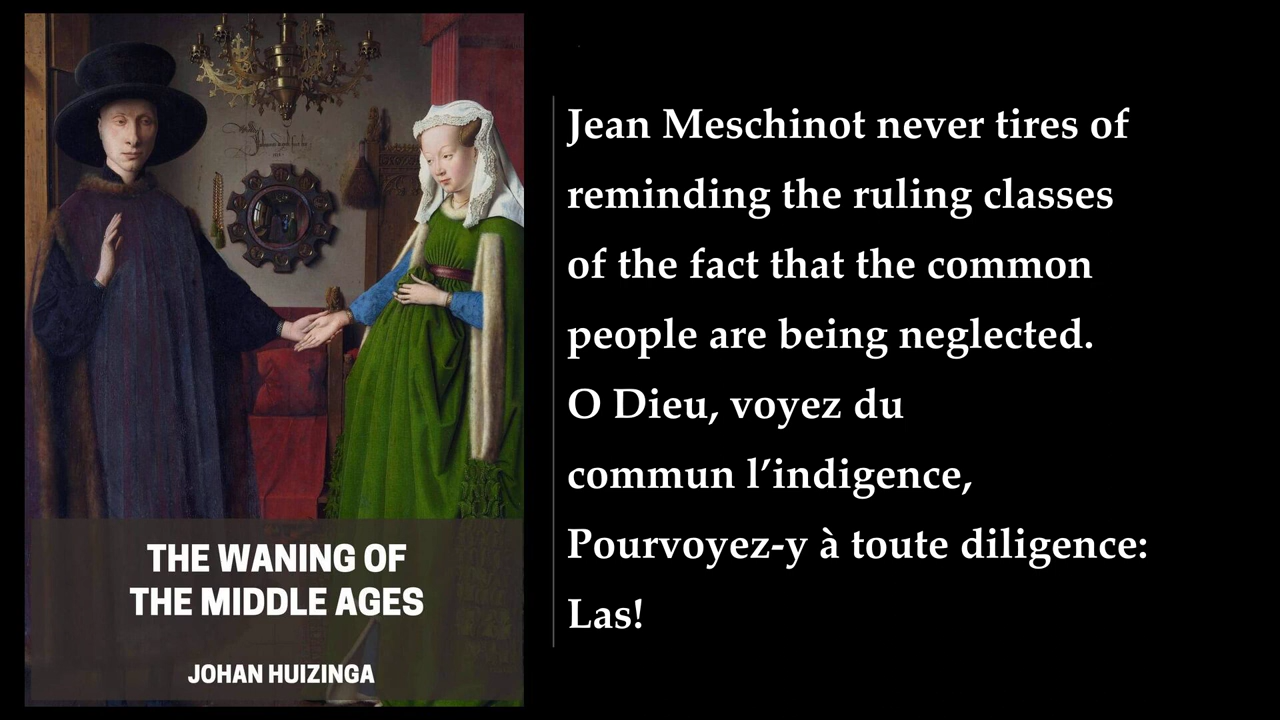 THE WANING OF
THE MIDDLE AGES
JOHAN HUIZINGA
Jean Meschinot never tires of
reminding the ruling classes
of the fact that the common
people are being neglected.
O Dieu, voyez du
commun l’indigence,
Pourvoyez-y à toute diligence:
Las!